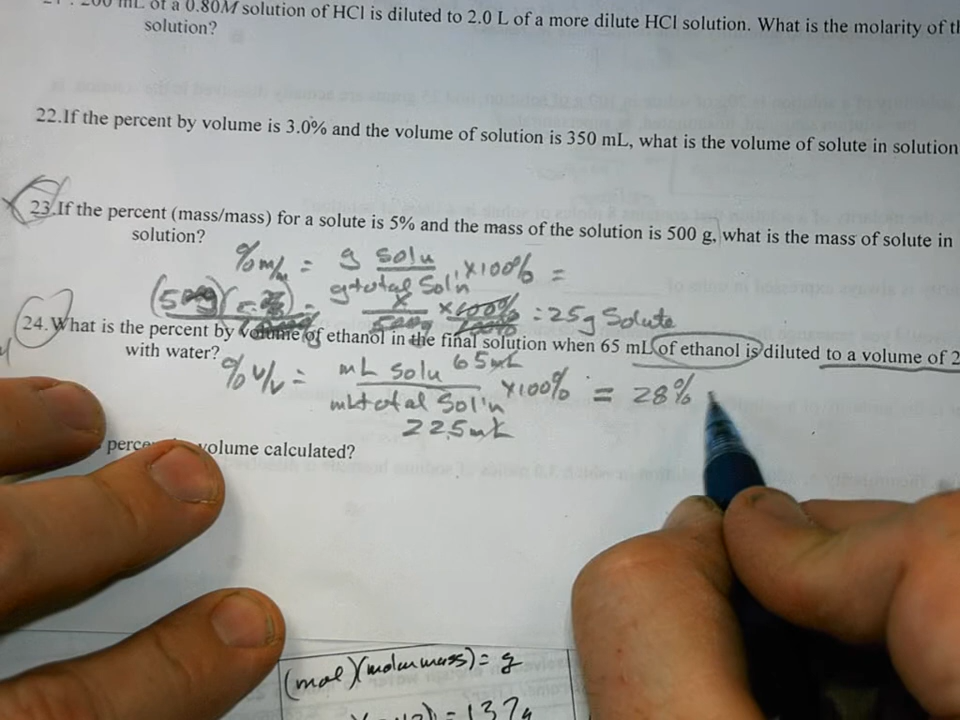 200 mL of a 0.80M solution of HCl is diluted to 2.0 L of a more dilute HCl solution. What is the molarity of th
solution?
22.If the percent by volume is 3.0% and the volume of solution is 350 mL, what is the volume of solute in solution
23.If the percent (mass/mass) for a solute is 5% and the mass of the solution is 500 g, what is the mass of solute in
solution?
%m/m = g solu ×100% =
g total Sol'n
x ×100% = 25g Solute
500g 100%
24.What is the percent by volume of ethanol in the final solution when 65 mL of ethanol is diluted to a volume of 2
with water?
%v/v = mL solu 65mL ×100% = 28%
mL total Sol'n
225mL
perce volume calculated?
(mol)(molar mass) = g
= 137g